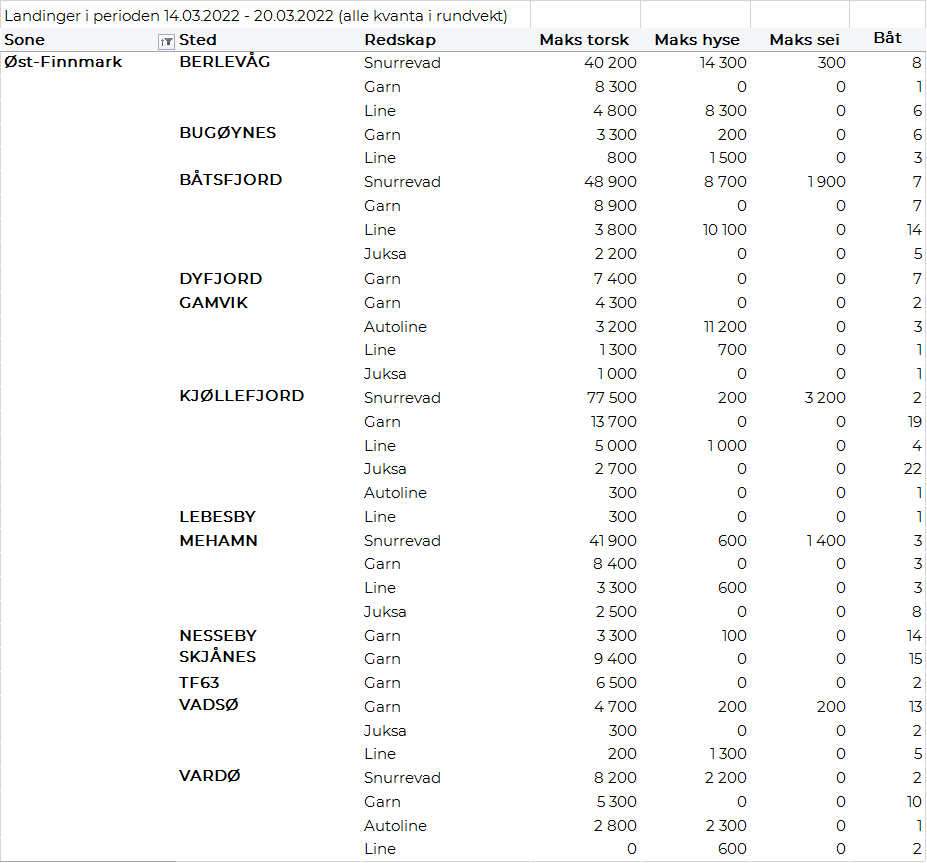 Landinger i perioden 14.03.2022 - 20.03.2022 (alle kvanta i rundvekt)
Sone Sted Redskap Maks torsk Maks hyse Maks sei Båt
Øst-Finnmark BERLEVÅG Snurrevad 40 200 14 300 300 8
Garn 8 300 0 0 1
Line 4 800 8 300 0 6
BUGØYNES Garn 3 300 200 0 6
Line 800 1 500 0 3
BÅTSFJORD Snurrevad 48 900 8 700 1 900 7
Garn 8 900 0 0 7
Line 3 800 10 100 0 14
Juksa 2 200 0 0 5
DYFJORD Garn 7 400 0 0 7
GAMVIK Garn 4 300 0 0 2
Autoline 3 200 11 200 0 3
Line 1 300 700 0 1
Juksa 1 000 0 0 1
KJØLLEFJORD Snurrevad 77 500 200 3 200 2
Garn 13 700 0 0 19
Line 5 000 1 000 0 4
Juksa 2 700 0 0 22
Autoline 300 0 0 1
LEBESBY Line 300 0 0 1
MEHAMN Snurrevad 41 900 600 1 400 3
Garn 8 400 0 0 3
Line 3 300 600 0 3
Juksa 2 500 0 0 8
NESSEBY Garn 3 300 100 0 14
SKJÅNES Garn 9 400 0 0 15
TF63 Garn 6 500 0 0 2
VADSØ Garn 4 700 200 200 13
Juksa 300 0 0 2
Line 200 1 300 0 5
VARDØ Snurrevad 8 200 2 200 0 2
Garn 5 300 0 0 10
Autoline 2 800 2 300 0 1
Line 0 600 0 2